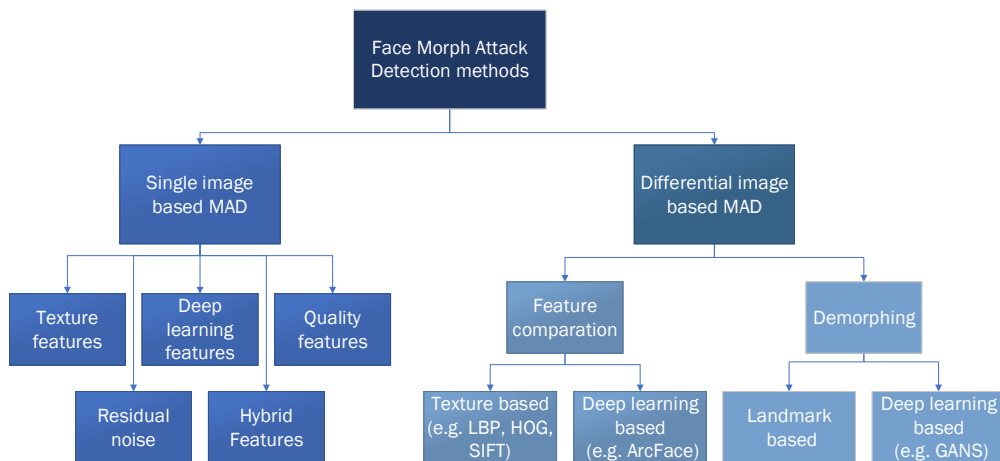 Face Morph Attack
Detection methods
Single image
based MAD
Differential image
based MAD
Texture
features
Deep
learning
features
Quality
features
Feature
comparation
Demorphing
Residual
noise
Hybrid
Features
Texture based
(e.g. LBP, HOG,
SIFT)
Deep learning
based
(e.g. ArcFace)
Landmark
based
Deep learning
based
(e.g. GANS)